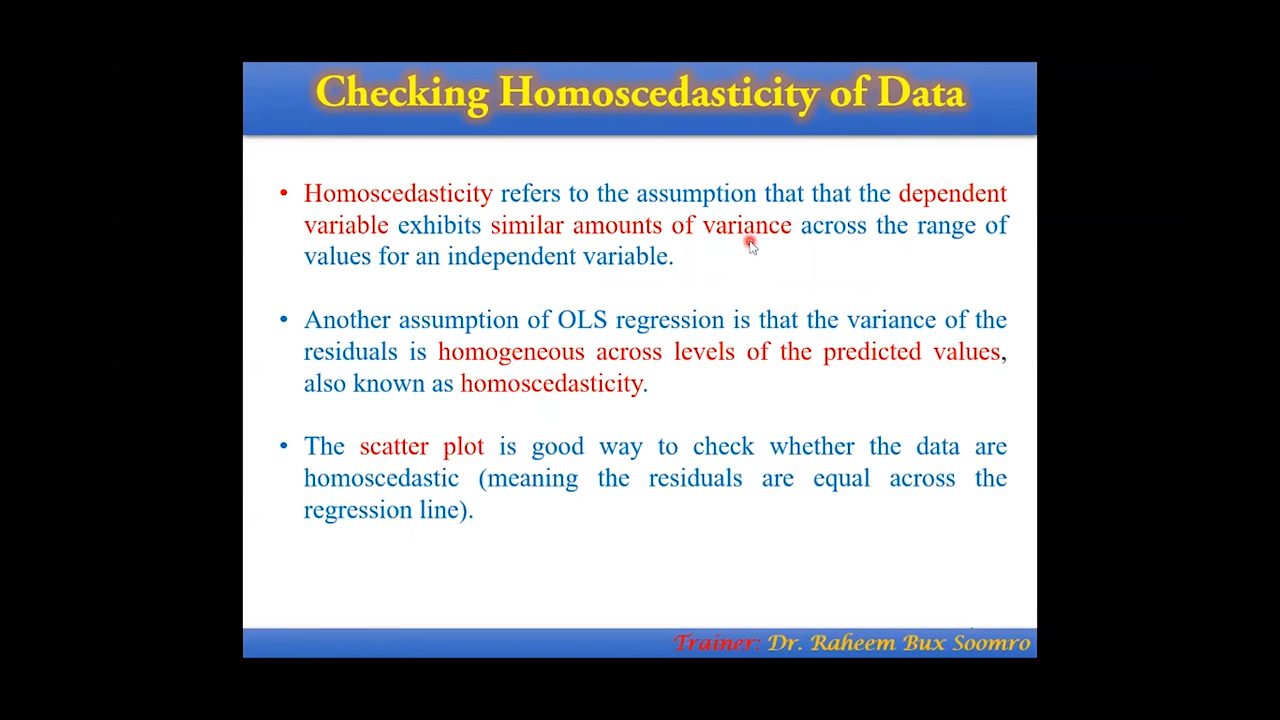 Checking Homoscedasticity of Data
• Homoscedasticity refers to the assumption that that the dependent
variable exhibits similar amounts of variance across the range of
values for an independent variable.
• Another assumption of OLS regression is that the variance of the
residuals is homogeneous across levels of the predicted values,
also known as homoscedasticity.
• The scatter plot is good way to check whether the data are
homoscedastic (meaning the residuals are equal across the
regression line).
Trainer: Dr. Raheem Bux Soomro